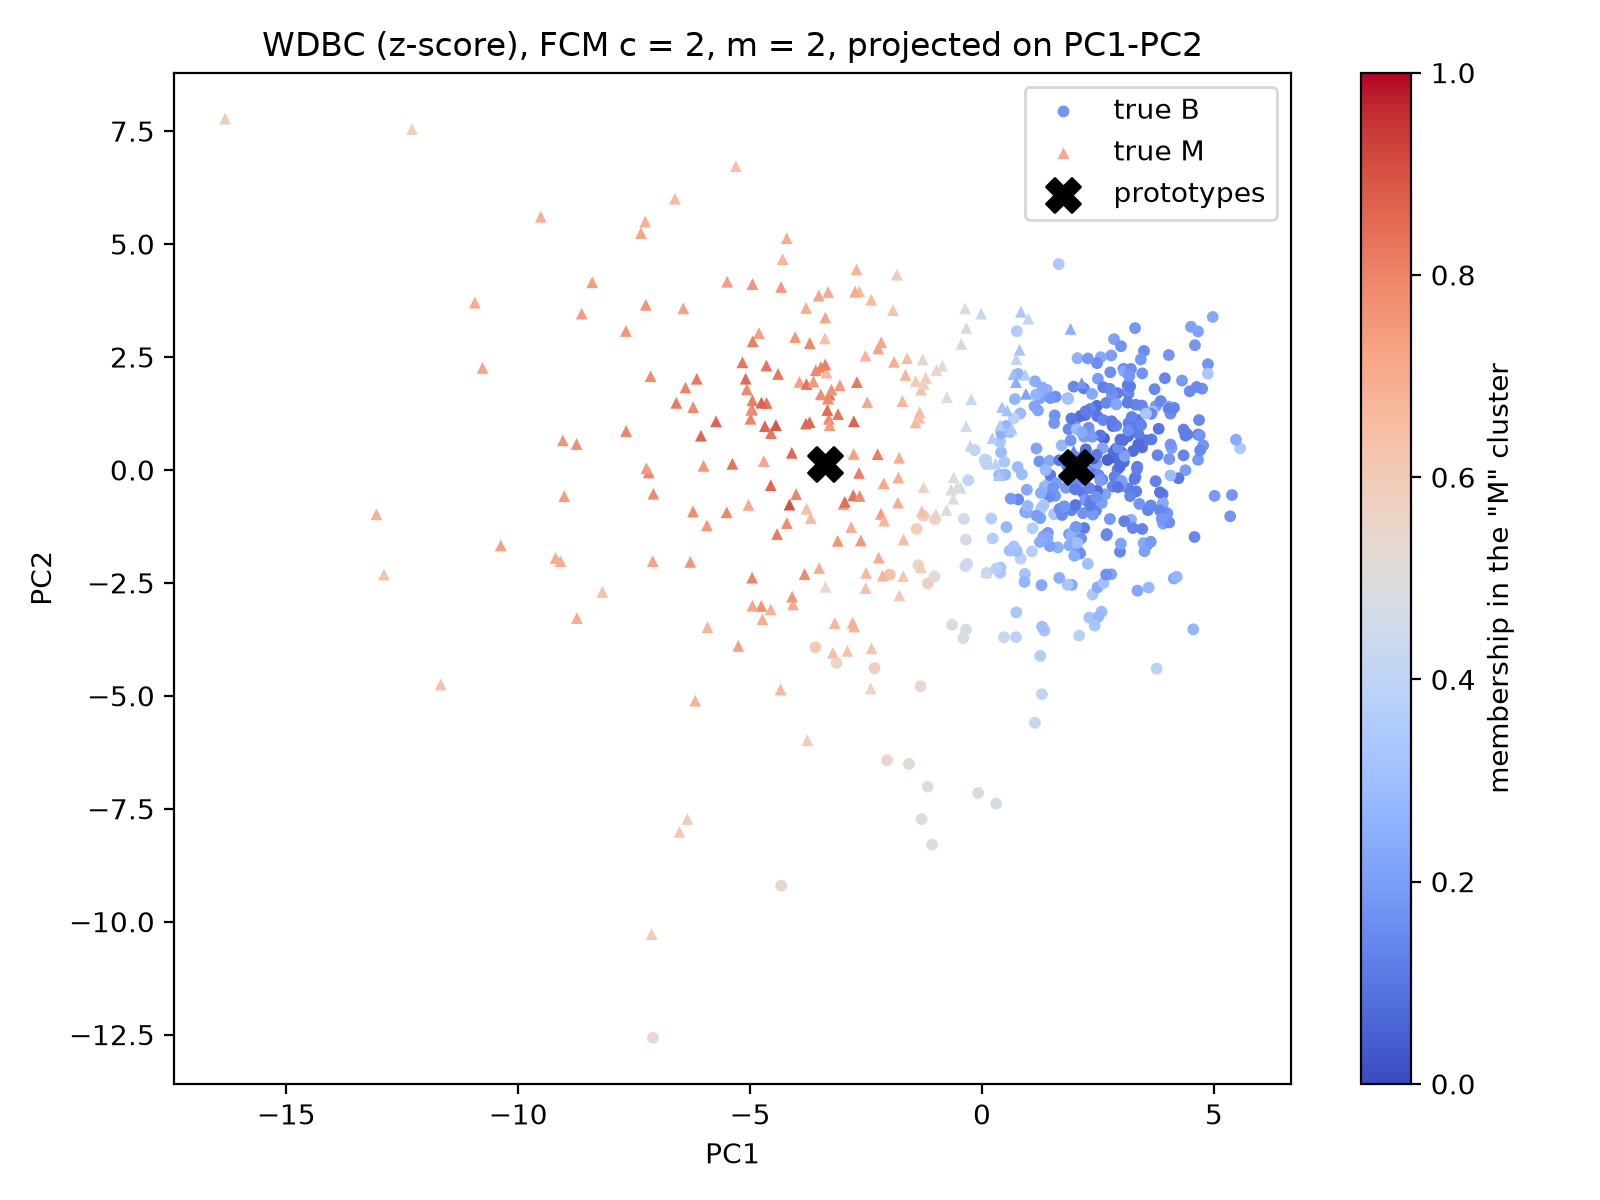 WDBC (z-score), FCM c = 2, m = 2, projected on PC1-PC2
true B
true M
prototypes
7.5
5.0
2.5
0.0
−2.5
−5.0
−7.5
−10.0
−12.5
PC2
−15
−10
−5
0
5
PC1
1.0
0.8
0.6
0.4
0.2
0.0
membership in the "M" cluster